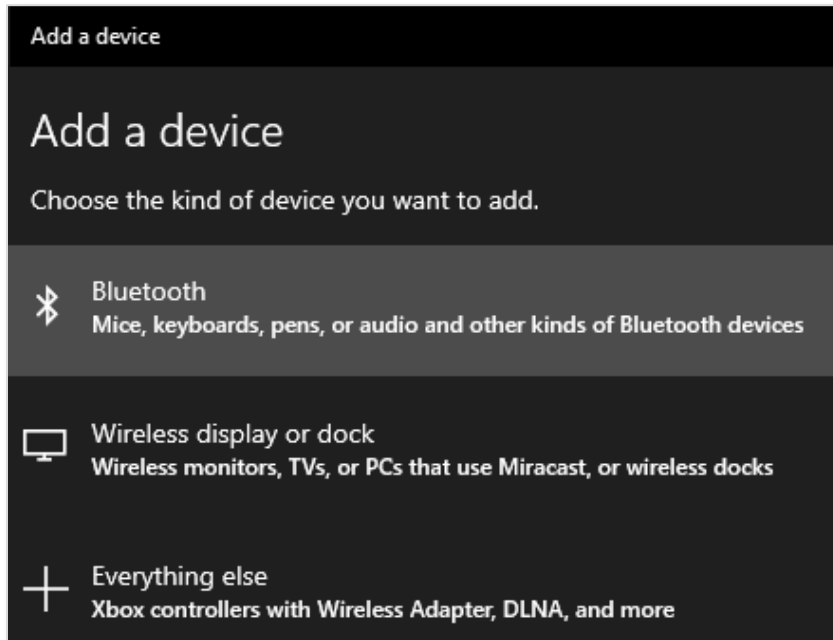 Add a device
Add a device
Choose the kind of device you want to add.
Bluetooth
Mice, keyboards, pens, or audio and other kinds of Bluetooth devices
Wireless display or dock
Wireless monitors, TVs, or PCs that use Miracast, or wireless docks
Everything else
Xbox controllers with Wireless Adapter, DLNA, and more